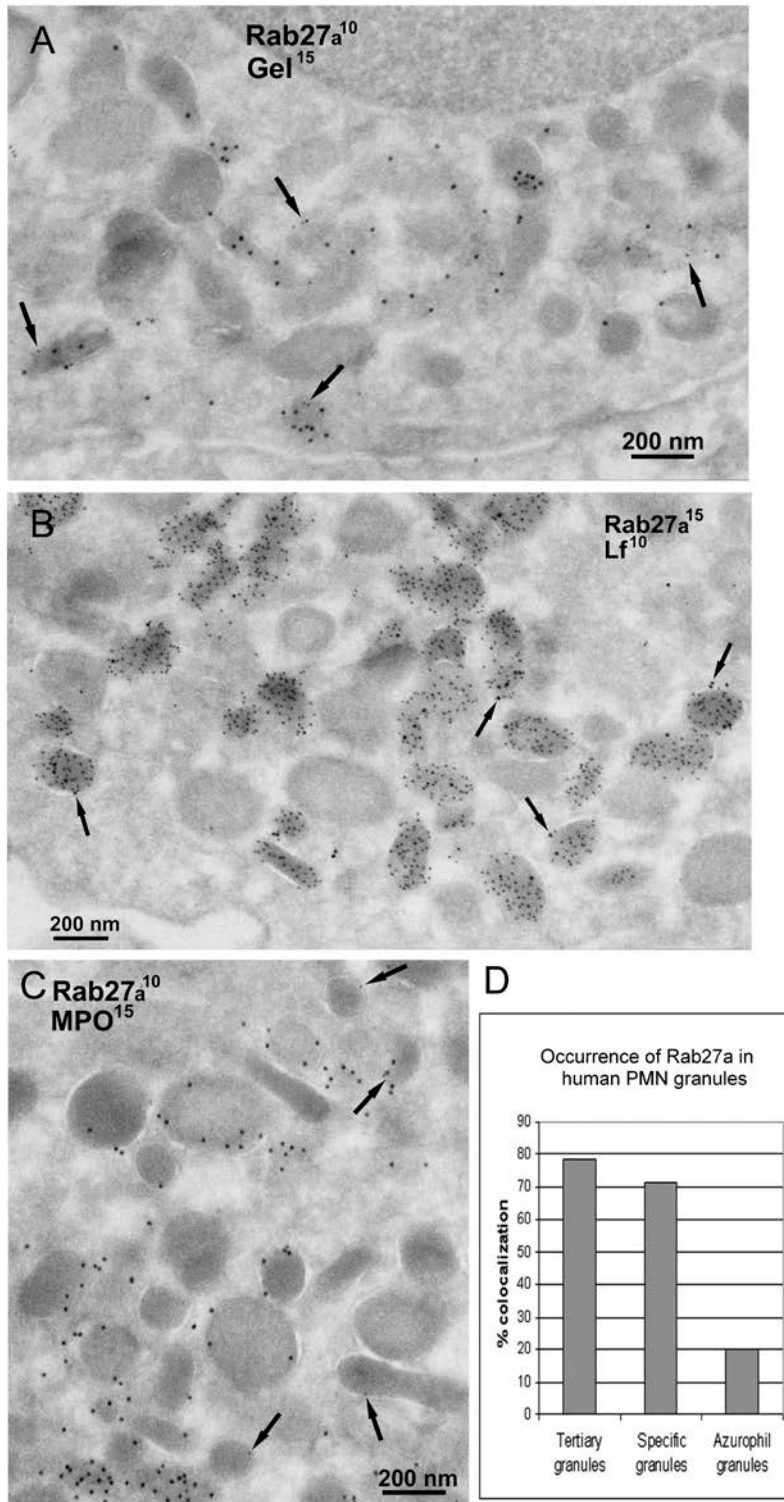 A
Rab27a10
Gel15
200 nm
B
Rab27a15
Lf10
200 nm
C
Rab27a10
MPO15
200 nm
D
Occurrence of Rab27a in
human PMN granules
% colocalization
90
80
70
60
50
40
30
20
10
0
Tertiary
granules
Specific
granules
Azurophil
granules